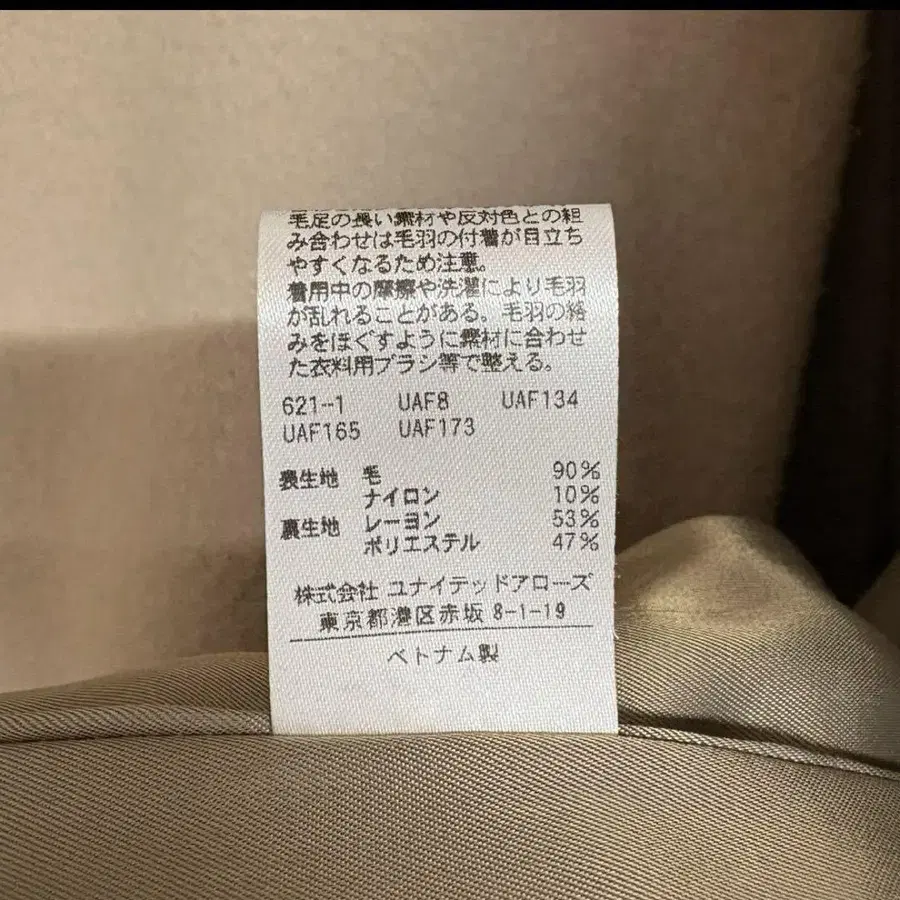 毛足の長い素材や反対色との組
み合わせは毛羽の付着が目立ち
やすくなるため注意。
着用中の摩擦や洗濯により毛羽
が乱れることがある。毛羽の絡
みをほぐすように素材に合わせ
た衣料用ブラシ等で整える。
621-1 UAF8 UAF134
UAF165 UAF173
表生地 毛 90%
ナイロン 10%
裏生地 レーヨン 53%
ポリエステル 47%
株式会社 ユナイテッドアローズ
東京都港区赤坂 8-1-19
ベトナム製